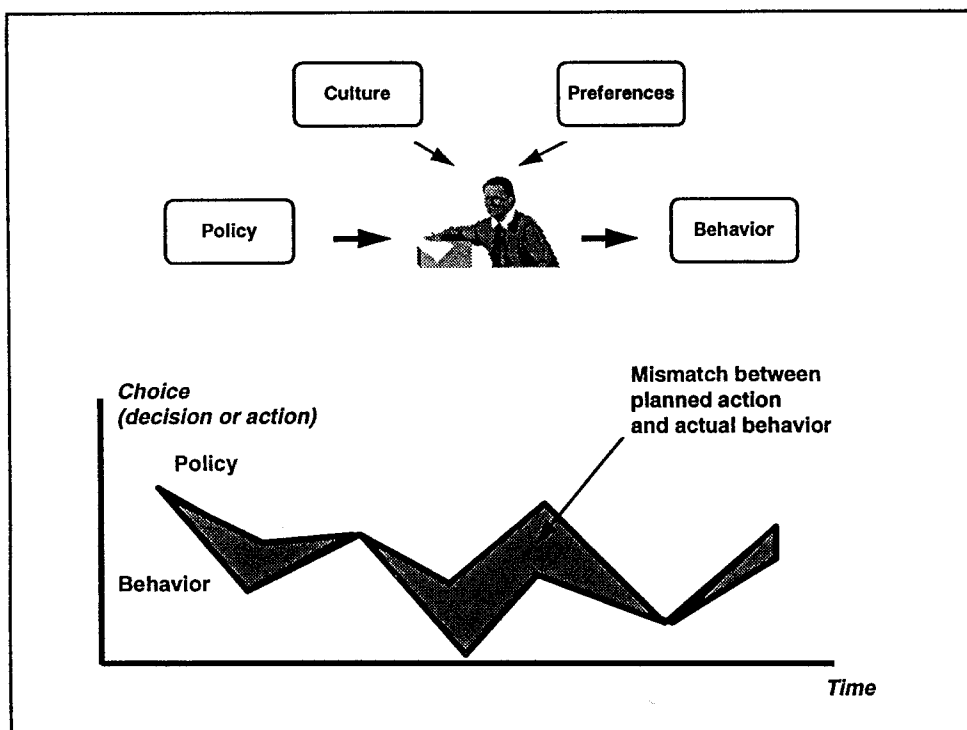 Culture
Preferences
Policy
Behavior
Choice
(decision or action)
Mismatch between
planned action
and actual behavior
Policy
Behavior
Time